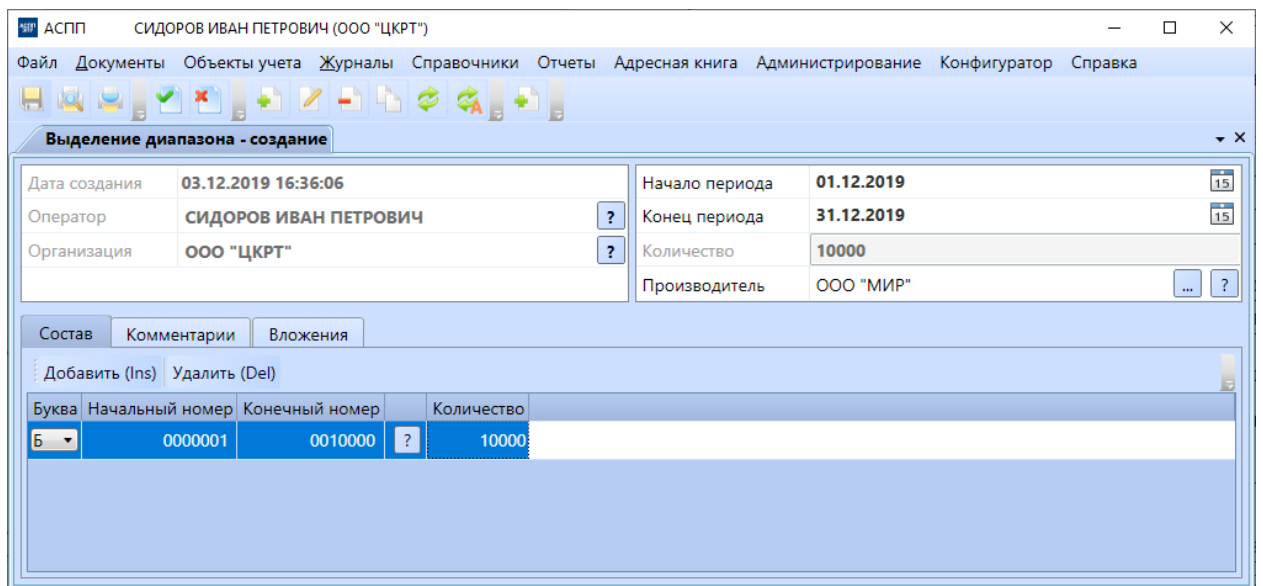 АСПП СИДОРОВ ИВАН ПЕТРОВИЧ (ООО "ЦКРТ")
Файл Документы Объекты учета Журналы Справочники Отчеты Адресная книга Администрирование Конфигуратор Справка
Выделение диапазона - создание
Дата создания 03.12.2019 16:36:06
Оператор СИДОРОВ ИВАН ПЕТРОВИЧ ?
Организация ООО "ЦКРТ" ?
Начало периода 01.12.2019 15
Конец периода 31.12.2019 15
Количество 10000
Производитель ООО "МИР" ... ?
Состав Комментарии Вложения
Добавить (Ins) Удалить (Del)
Буква Начальный номер Конечный номер Количество
Б 0000001 0010000 ? 10000